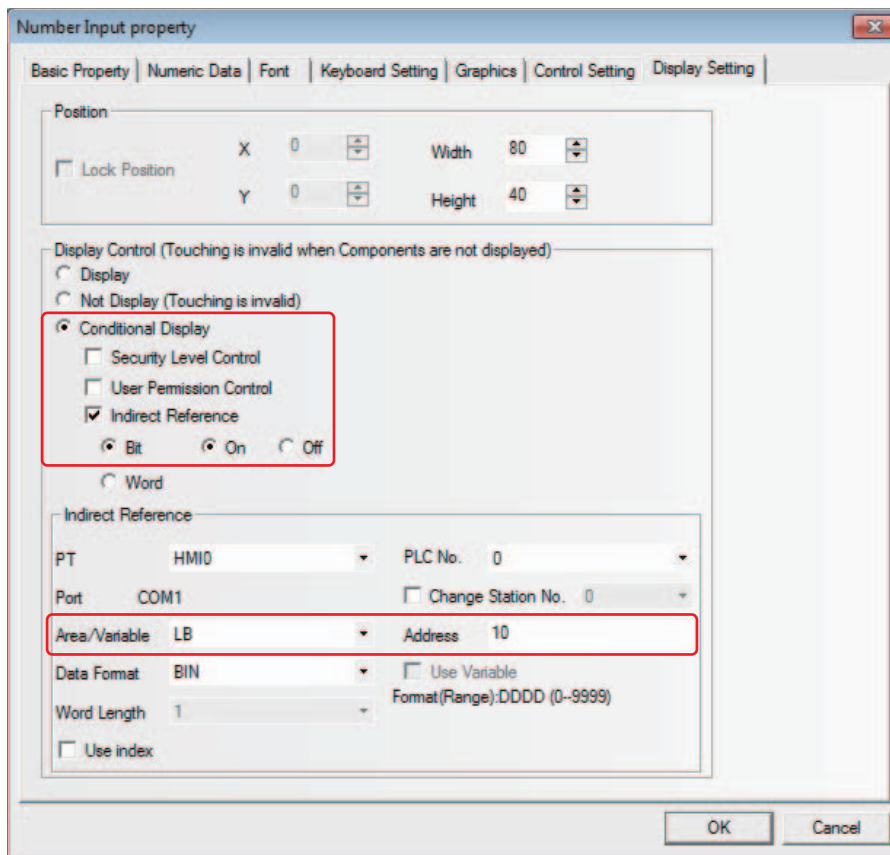 Number Input property
Basic Property Numeric Data Font Keyboard Setting Graphics Control Setting Display Setting
Position
Lock Position X 0 Width 80
Y 0 Height 40
Display Control (Touching is invalid when Components are not displayed)
Display
Not Display (Touching is invalid)
Conditional Display
Security Level Control
User Permission Control
Indirect Reference
Bit On Off
Word
Indirect Reference
PT HMI0 PLC No. 0
Port COM1 Change Station No. 0
Area/Variable LB Address 10
Data Format BIN Use Variable
Format(Range):DDDD (0--9999)
Word Length 1
Use index
OK Cancel